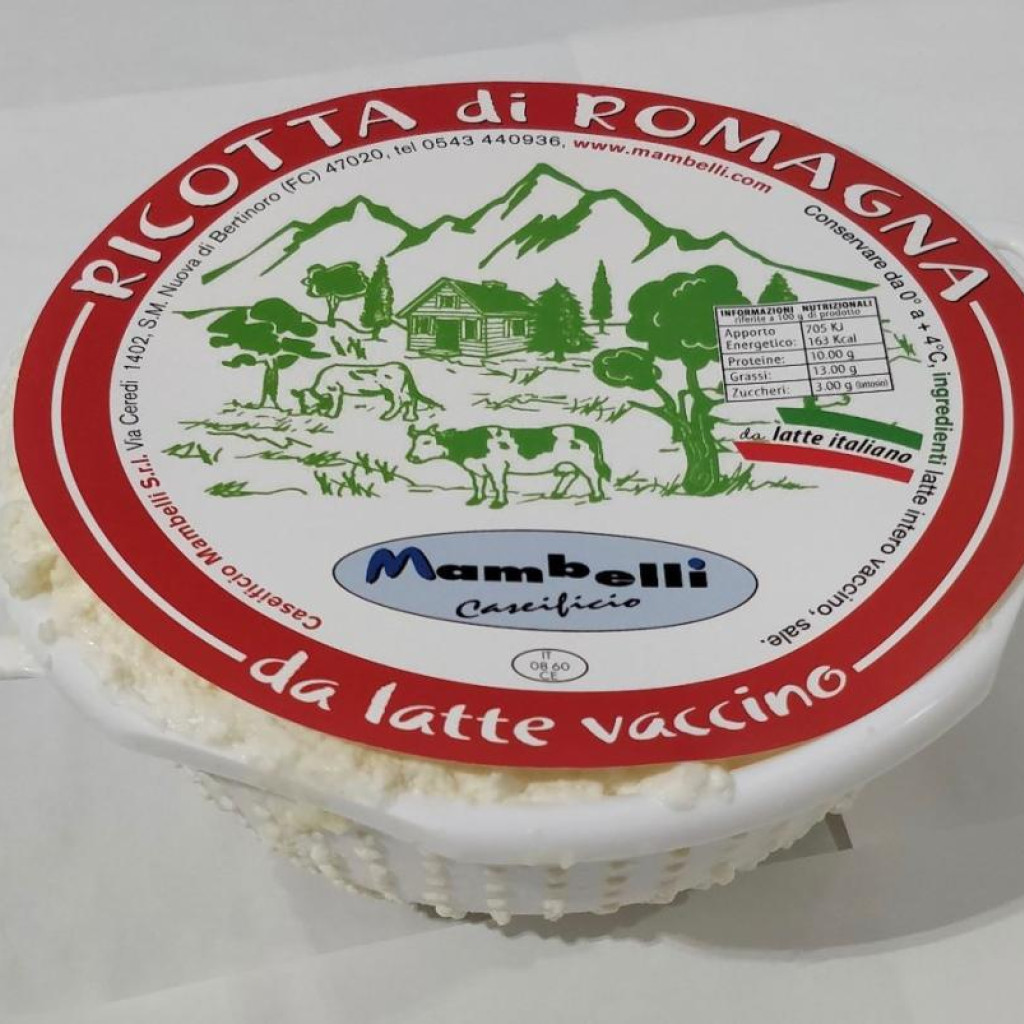 RICOTTA di ROMAGNA
Caseificio Mambelli S.r.l. Via Ceredi 1402, S.M. Nuova di Bertinoro (FC) 47020, tel 0543 440936, www.mambelli.com
Conservare da 0° a + 4°C, ingredienti latte intero vaccino, sale.
INFORMAZIONI NUTRIZIONALI
riferite a 100 g di prodotto
Apporto
Energetico: 705 KJ
163 Kcal
Proteine: 10.00 g
Grassi: 13.00 g
Zuccheri: 3.00 g (lattosio)
da latte italiano
Mambelli
Caseificio
IT
08 60
CE
da latte vaccino